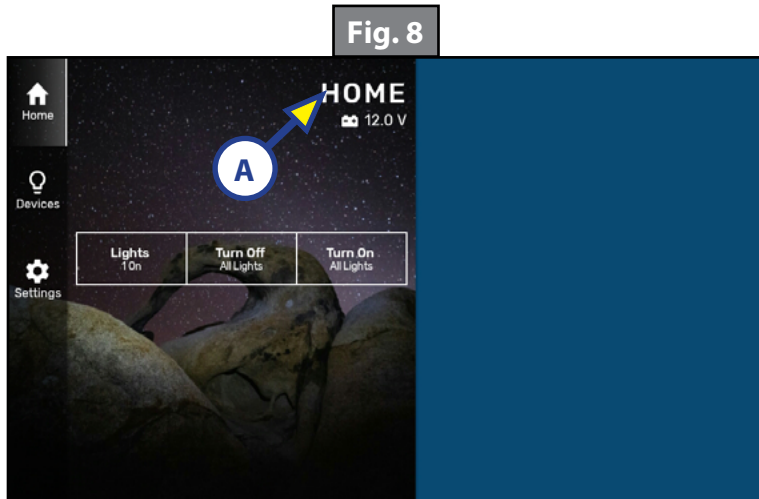 Fig. 8
HOME
12.0 V
A
Home
Devices
Settings
Lights
1 On
Turn Off
All Lights
Turn On
All Lights